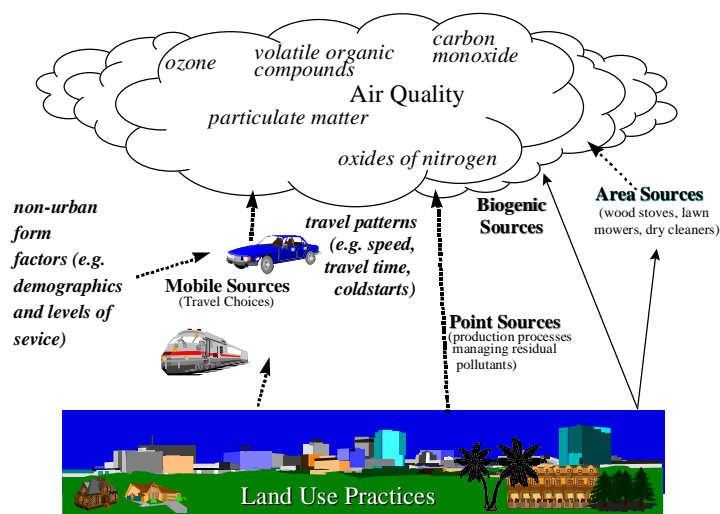 ozone
volatile organic
compounds
carbon
monoxide
Air Quality
particulate matter
oxides of nitrogen
non-urban
form
factors (e.g.
demographics
and levels of
sevice)
Mobile Sources
(Travel Choices)
travel patterns
(e.g. speed,
travel time,
coldstarts)
Biogenic
Sources
Area Sources
(wood stoves, lawn
mowers, dry cleaners)
Point Sources
(production processes
managing residual
pollutants)
Land Use Practices